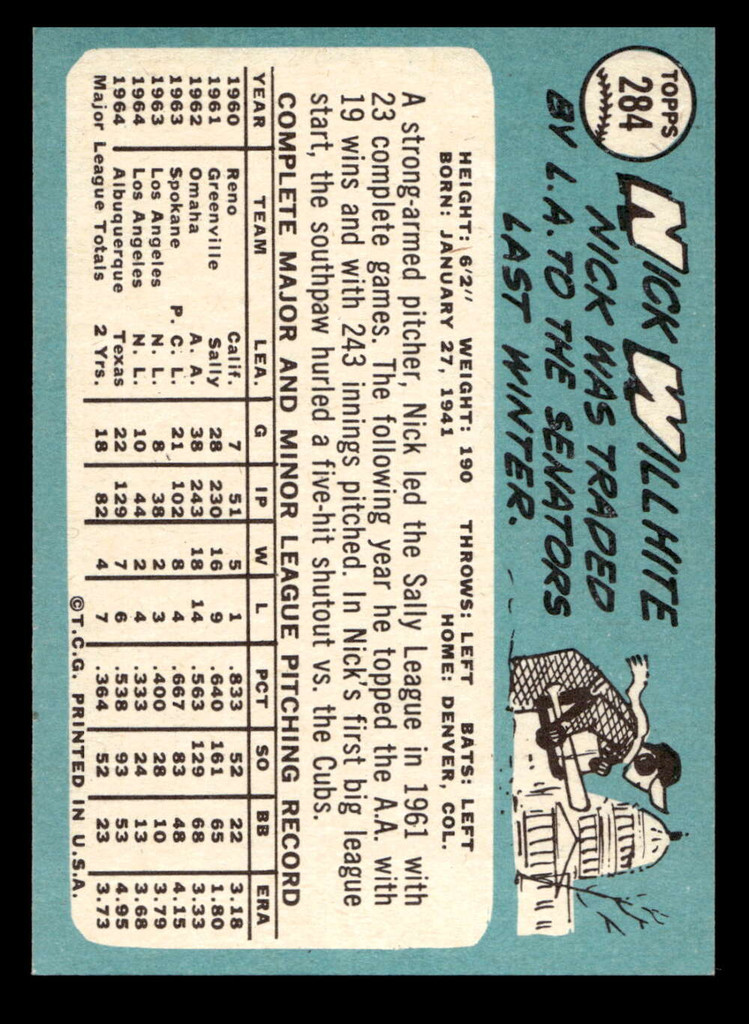 TOPPS
284
NICK WILLHITE
NICK WAS TRADED
BY L.A. TO THE SENATORS
LAST WINTER.
HEIGHT: 6'2" WEIGHT: 190 THROWS: LEFT BATS: LEFT
BORN: JANUARY 27, 1941 HOME: DENVER, COL.
A strong-armed pitcher, Nick led the Sally League in 1961 with
23 complete games. The following year he topped the A.A. with
19 wins and with 243 innings pitched. In Nick's first big league
start, the southpaw hurled a five-hit shutout vs. the Cubs.
COMPLETE MAJOR AND MINOR LEAGUE PITCHING RECORD
YEAR TEAM LEA. G IP W L PCT SO BB ERA
1960 Reno Calif. 7 51 5 1 .833 52 22 3.18
1961 Greenville Sally 28 230 16 9 .640 161 65 1.80
1962 Omaha A. A. 38 243 18 14 .563 129 68 3.33
1963 Spokane P. C. L. 21 102 8 4 .667 83 48 4.15
1963 Los Angeles N. L. 8 38 2 3 .400 28 10 3.79
1964 Los Angeles N. L. 10 44 2 4 .333 24 13 3.68
1964 Albuquerque Texas 22 129 7 6 .538 93 53 4.95
Major League Totals 2 Yrs. 18 82 4 7 .364 52 23 3.73
© T.C.G. PRINTED IN U.S.A.